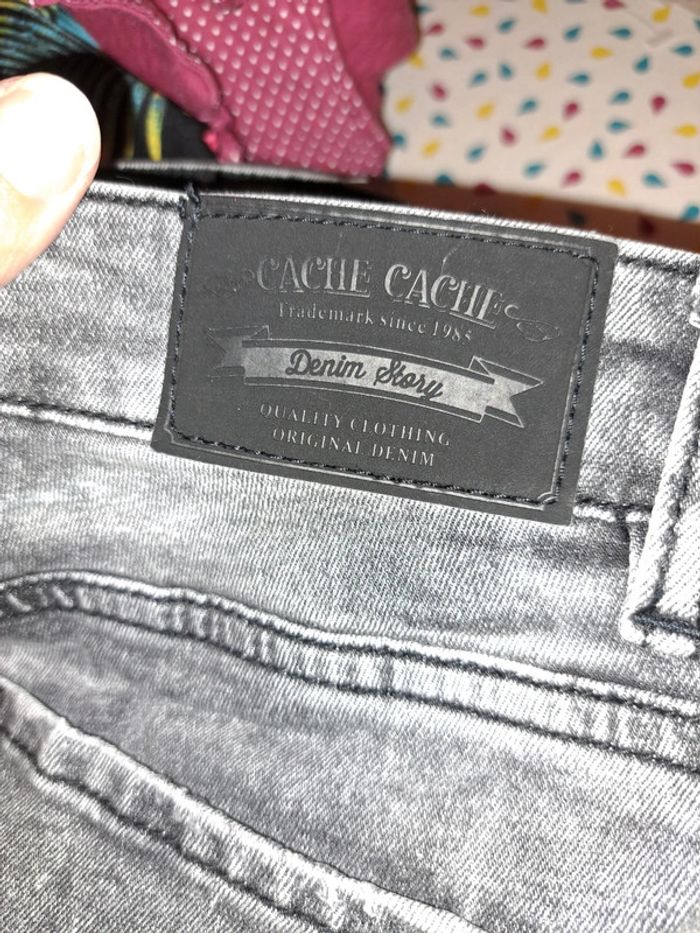 CACHE CACHE
Trademark since 1985
Denim Story
QUALITY CLOTHING
ORIGINAL DENIM